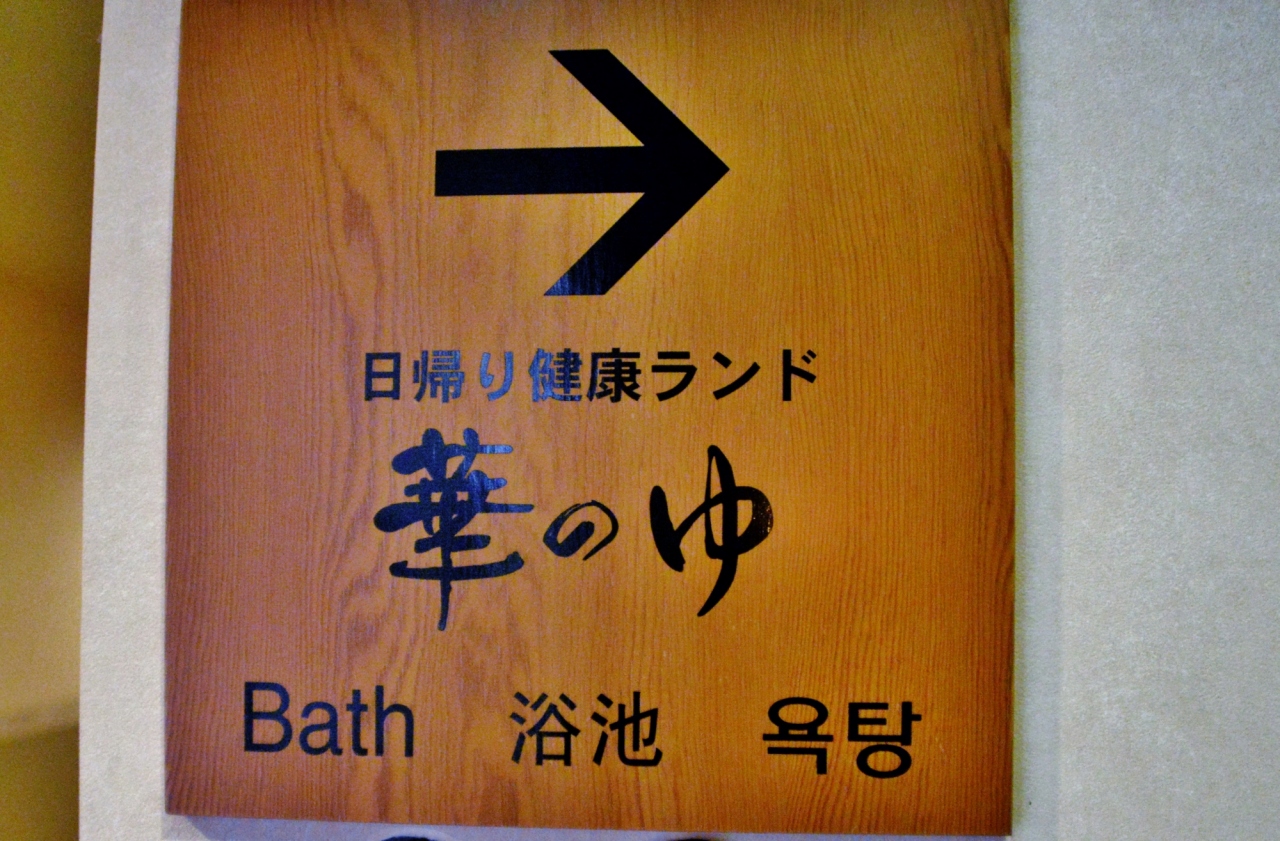 日帰り健康ランド
華のゆ
Bath 浴池 욕탕